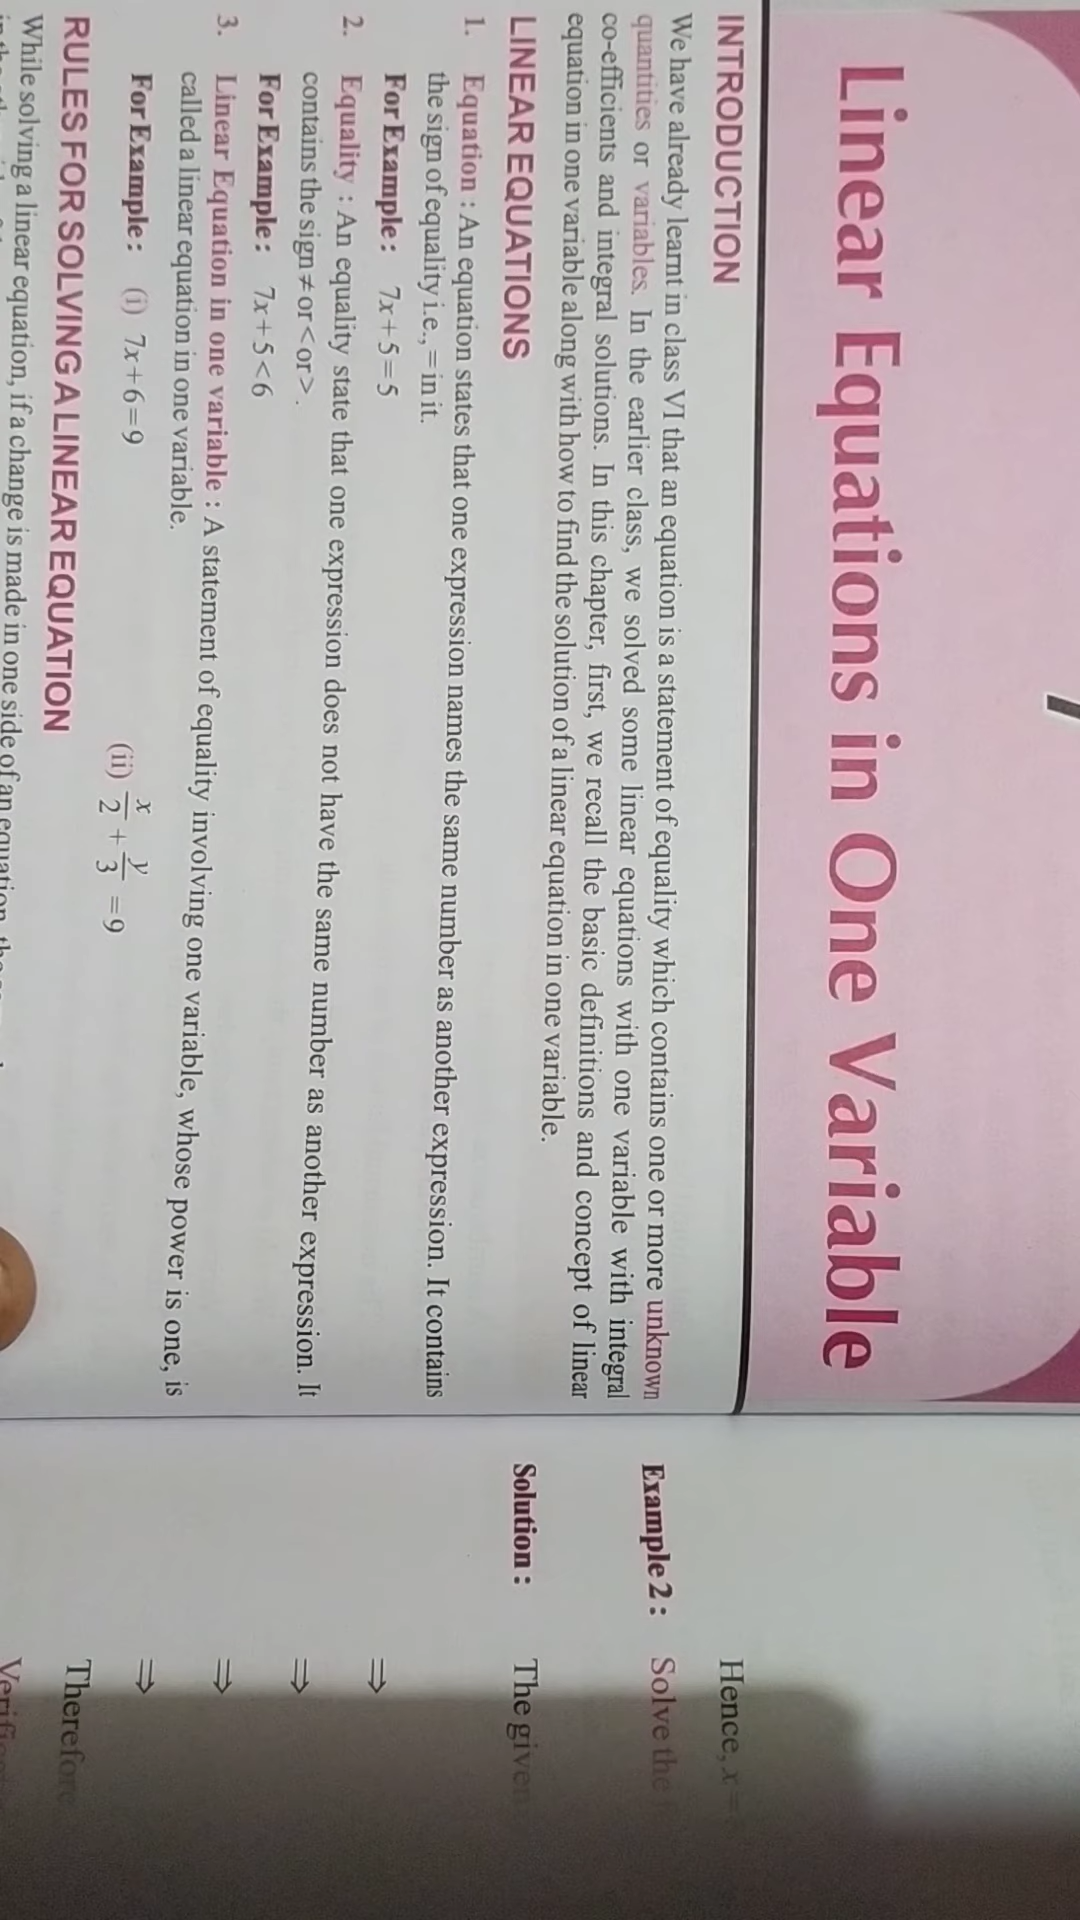 Linear Equations in One Variable
INTRODUCTION
We have already learnt in class VI that an equation is a statement of equality which contains one or more unknown
quantities or variables. In the earlier class, we solved some linear equations with one variable with integral
co-efficients and integral solutions. In this chapter, first, we recall the basic definitions and concept of linear
equation in one variable along with how to find the solution of a linear equation in one variable.
LINEAR EQUATIONS
1. Equation : An equation states that one expression names the same number as another expression. It contains
the sign of equality i.e., = in it.
For Example : 7x+5=5
2. Equality : An equality state that one expression does not have the same number as another expression. It
contains the sign ≠ or < or >.
For Example : 7x+5<6
3. Linear Equation in one variable : A statement of equality involving one variable, whose power is one, is
called a linear equation in one variable.
For Example : (i) 7x+6=9 (ii) x/2 + y/3 =9
RULES FOR SOLVING A LINEAR EQUATION
While solving a linear equation, if a change is made in one side of an equation
Hence, x =
Example 2 : Solve the
Solution : The given
⇒
⇒
⇒
⇒
Therefore